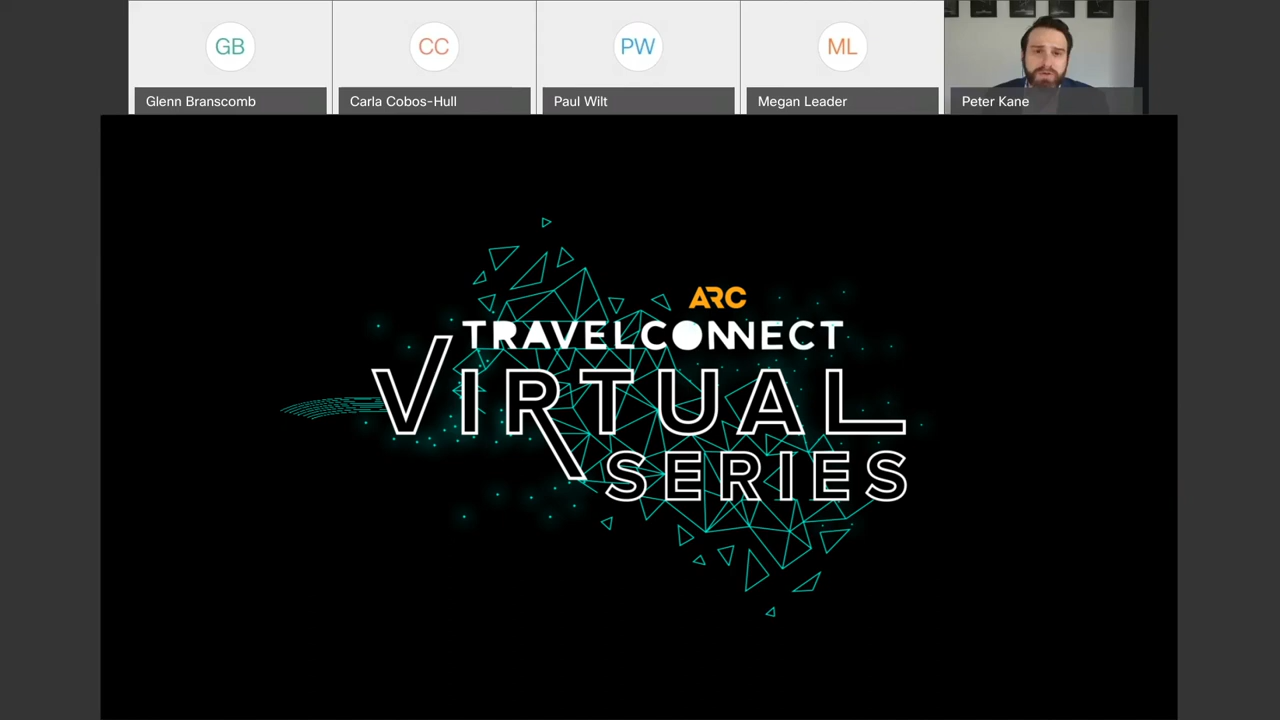 GB
CC
PW
ML
Glenn Branscomb
Carla Cobos-Hull
Paul Wilt
Megan Leader
Peter Kane
ARC
TRAVELCONNECT
VIRTUAL
SERIES